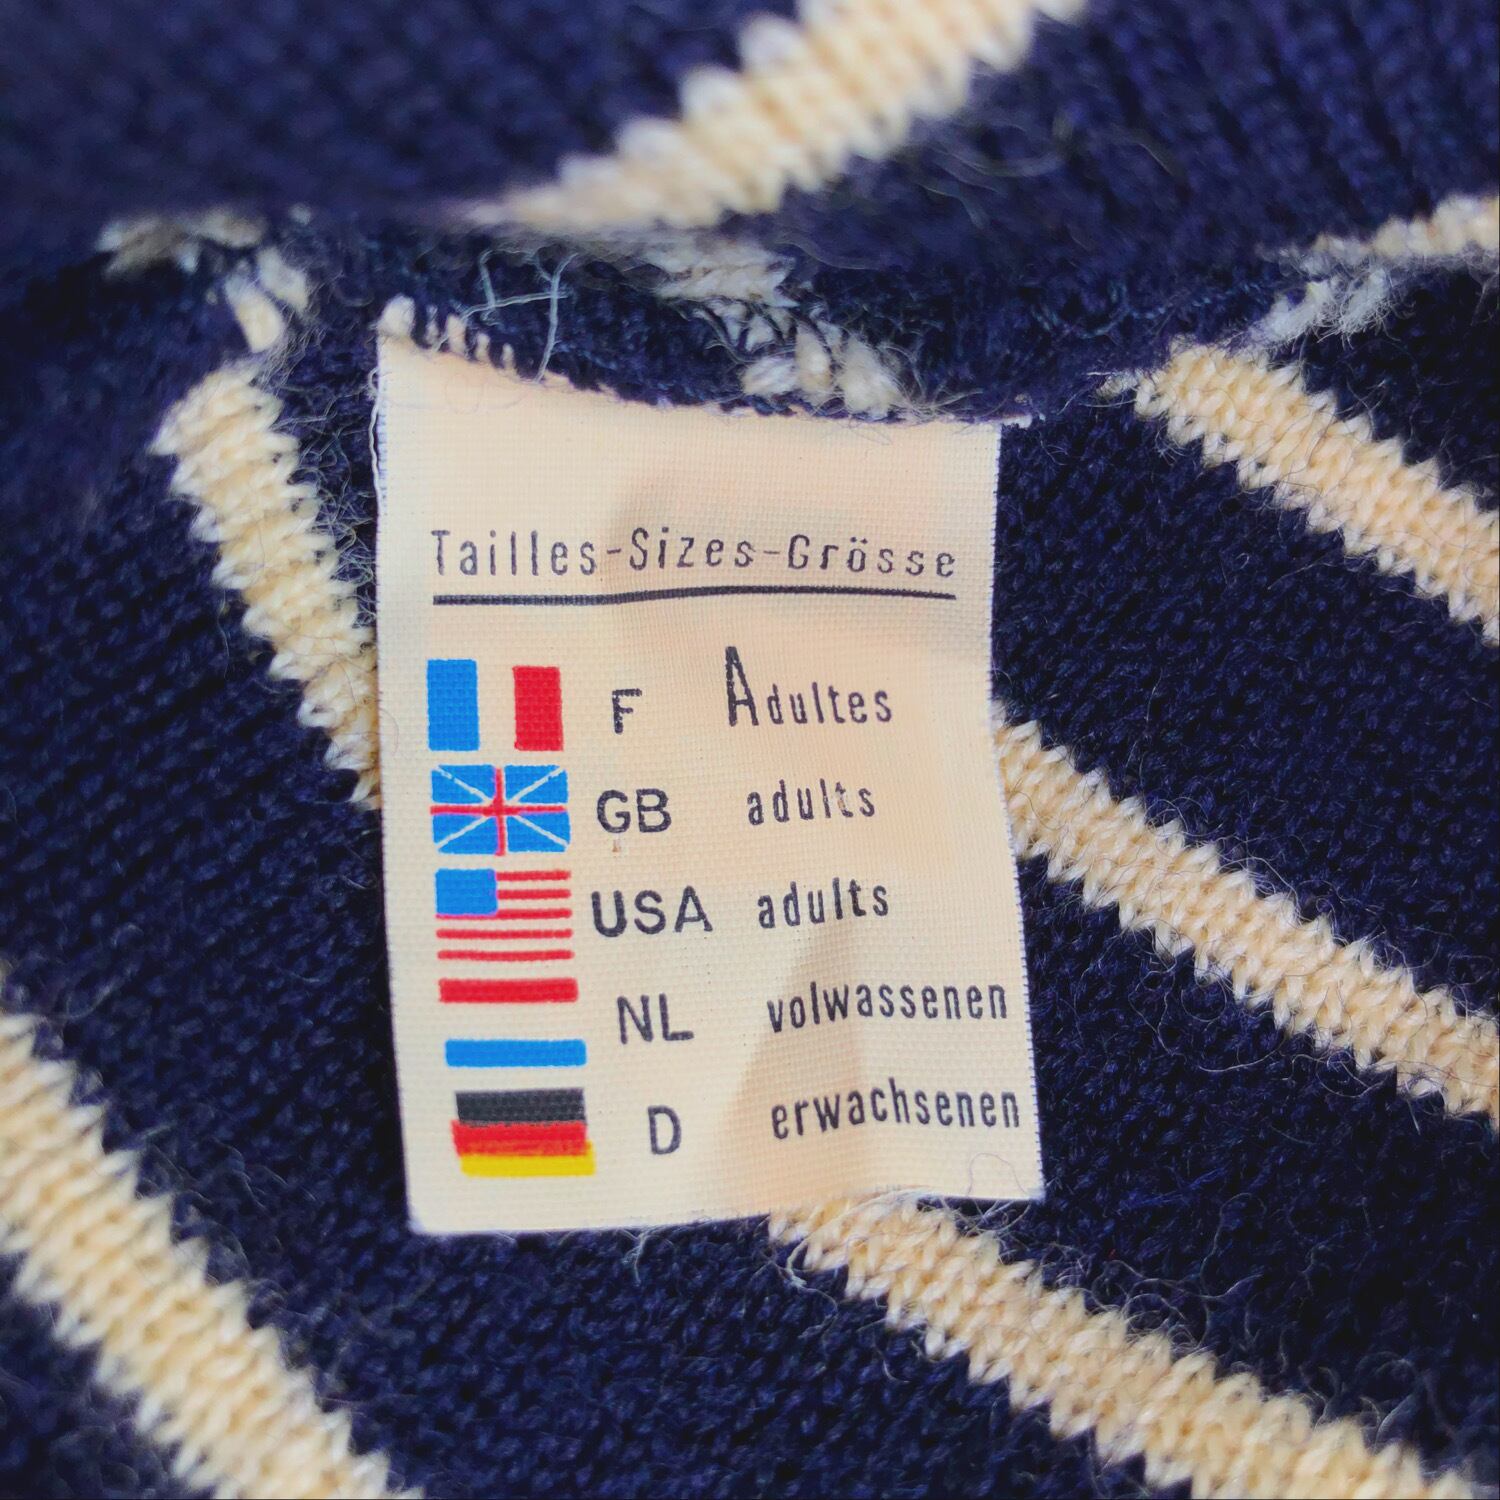 Tailles-Sizes-Grösse
F Adultes
GB adults
USA adults
NL volwassenen
D erwachsenen